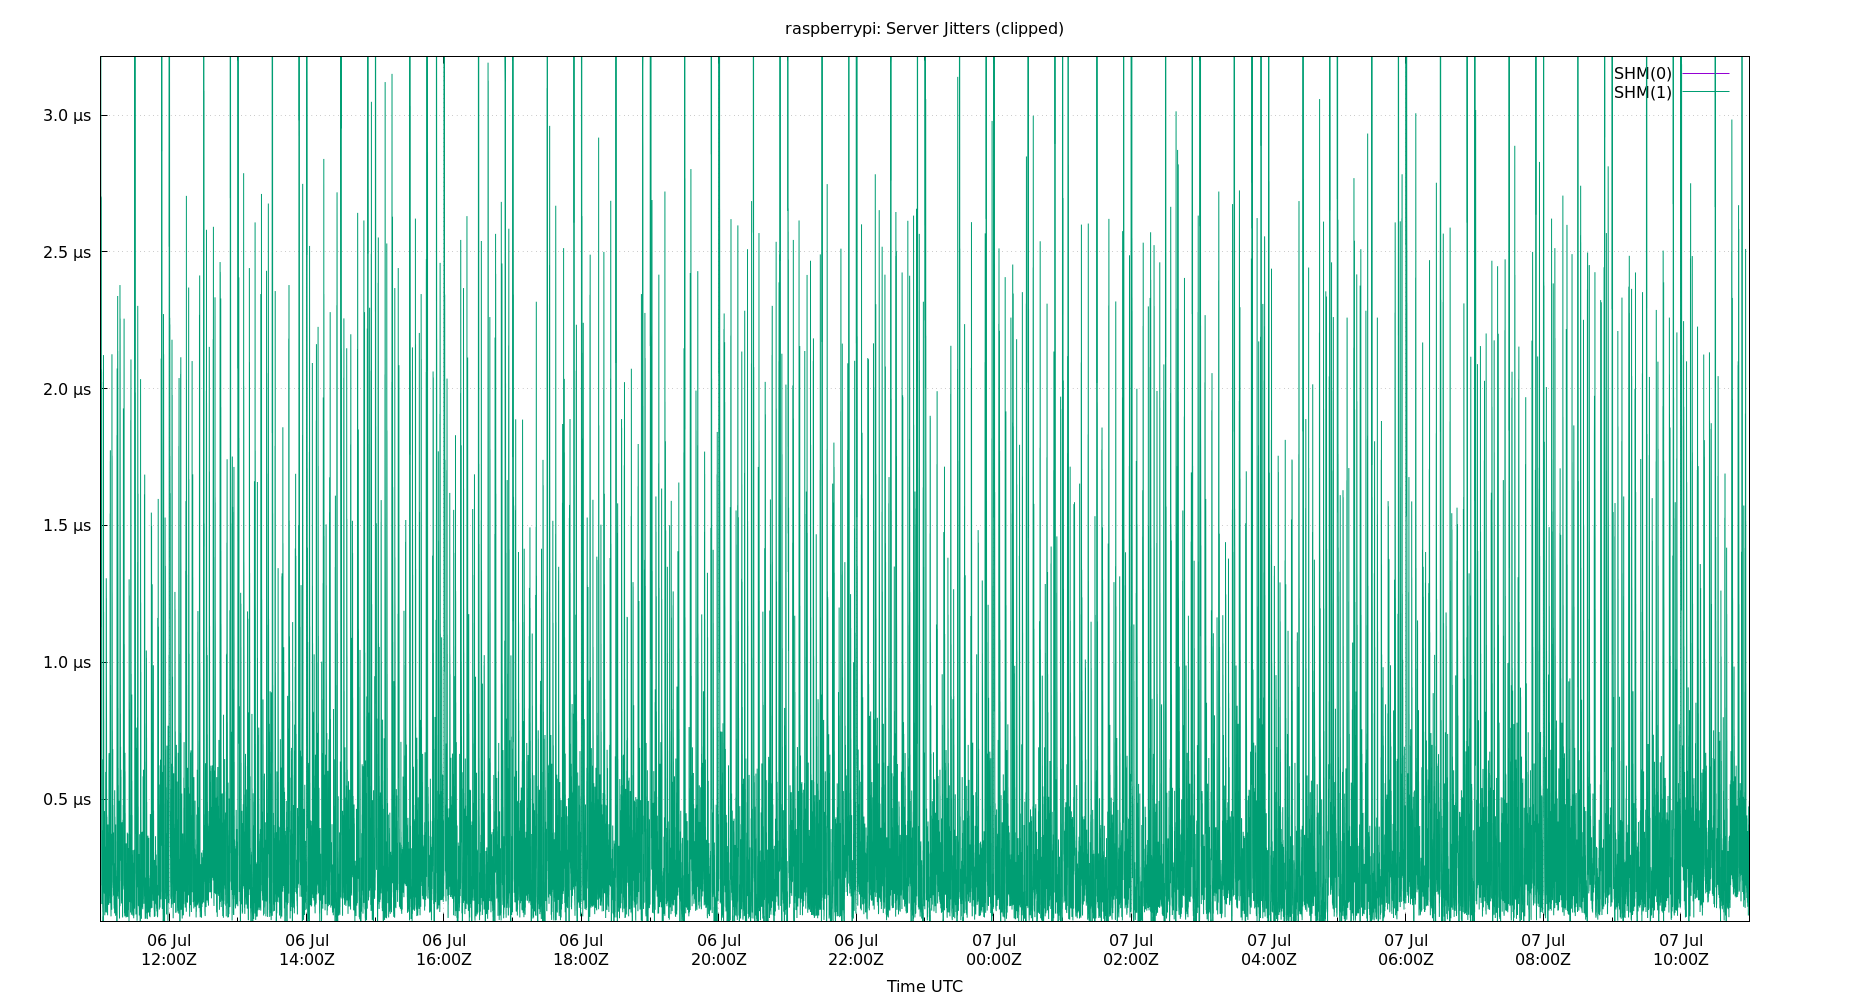 raspberrypi: Server Jitters (clipped)
SHM(0)
SHM(1)
3.0 µs
2.5 µs
2.0 µs
1.5 µs
1.0 µs
0.5 µs
06 Jul 06 Jul 06 Jul 06 Jul 06 Jul 06 Jul 07 Jul 07 Jul 07 Jul 07 Jul 07 Jul 07 Jul
12:00Z 14:00Z 16:00Z 18:00Z 20:00Z 22:00Z 00:00Z 02:00Z 04:00Z 06:00Z 08:00Z 10:00Z
Time UTC